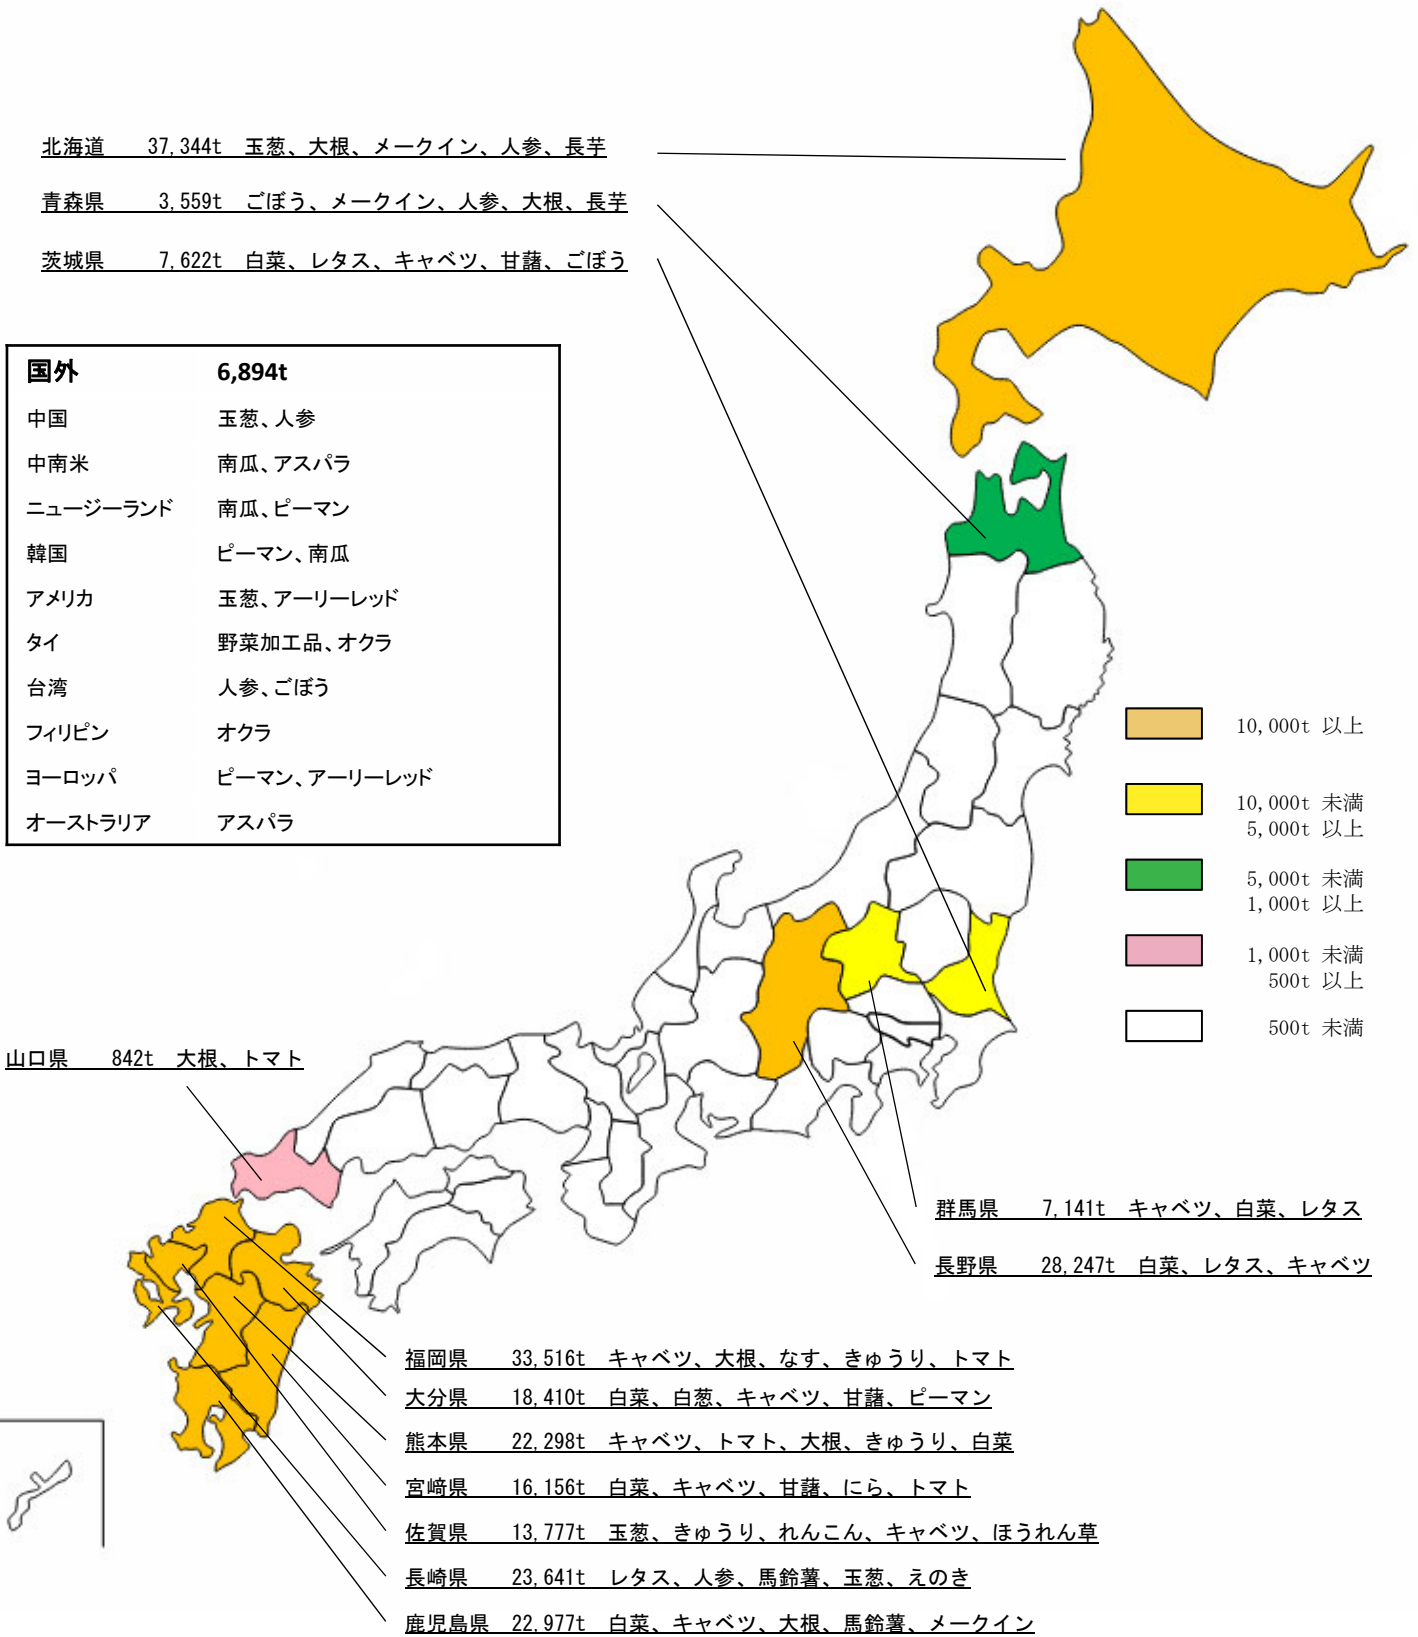 北海道 37,344t 玉葱、大根、メークイン、人参、長芋
青森県 3,559t ごぼう、メークイン、人参、大根、長芋
茨城県 7,622t 白菜、レタス、キャベツ、甘藷、ごぼう
国外 6,894t
中国 玉葱、人参
中南米 南瓜、アスパラ
ニュージーランド 南瓜、ピーマン
韓国 ピーマン、南瓜
アメリカ 玉葱、アーリーレッド
タイ 野菜加工品、オクラ
台湾 人参、ごぼう
フィリピン オクラ
ヨーロッパ ピーマン、アーリーレッド
オーストラリア アスパラ
10,000t 以上
10,000t 未満
5,000t 以上
5,000t 未満
1,000t 以上
1,000t 未満
500t 以上
500t 未満
山口県 842t 大根、トマト
群馬県 7,141t キャベツ、白菜、レタス
長野県 28,247t 白菜、レタス、キャベツ
福岡県 33,516t キャベツ、大根、なす、きゅうり、トマト
大分県 18,410t 白菜、白葱、キャベツ、甘藷、ピーマン
熊本県 22,298t キャベツ、トマト、大根、きゅうり、白菜
宮﨑県 16,156t 白菜、キャベツ、甘藷、にら、トマト
佐賀県 13,777t 玉葱、きゅうり、れんこん、キャベツ、ほうれん草
長崎県 23,641t レタス、人参、馬鈴薯、玉葱、えのき
鹿児島県 22,977t 白菜、キャベツ、大根、馬鈴薯、メークイン